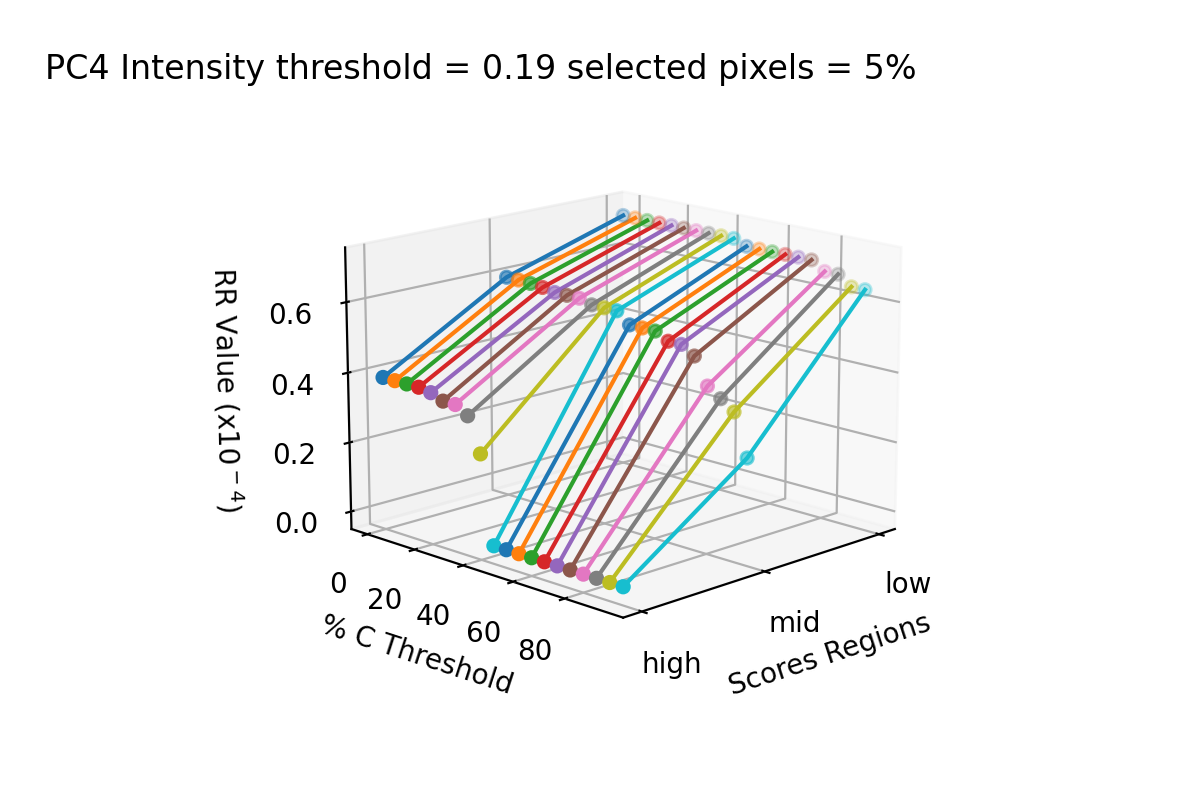 PC4 Intensity threshold = 0.19 selected pixels = 5%
RR Value (x10⁻⁴)
0.6
0.4
0.2
0.0
0
20
40
60
80
% C Threshold
high
mid
low
Scores Regions